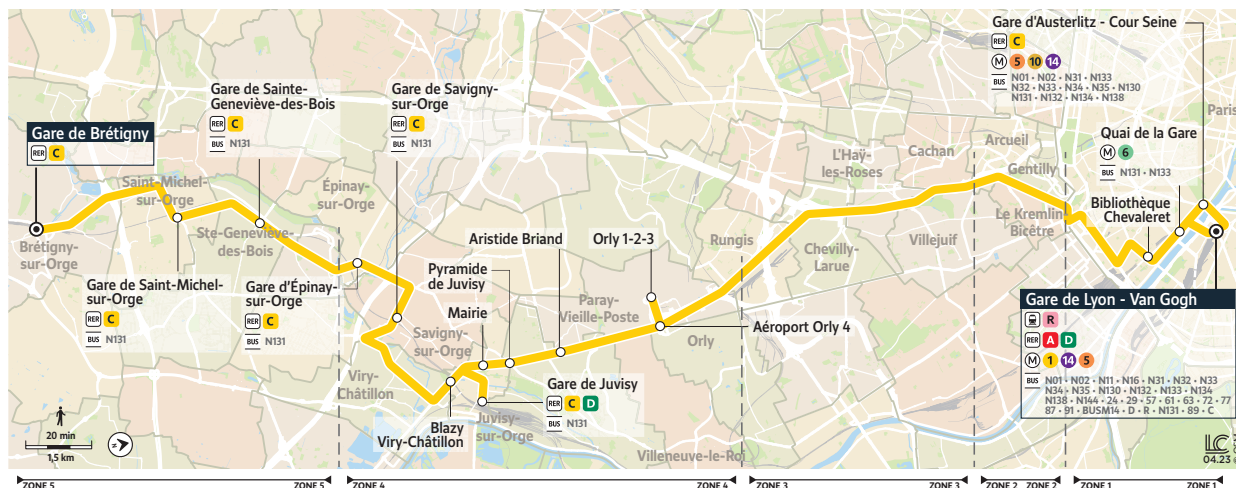 Gare d'Austerlitz - Cour Seine
RER C
M 5 10 14
BUS N01 • N02 • N31 • N133
N32 • N33 • N34 • N35 • N130
N131 • N132 • N134 • N138
Paris
Gare de Sainte-
Geneviève-des-Bois
RER C
BUS N131
Gare de Savigny-
sur-Orge
RER C
BUS N131
Gare de Brétigny
RER C
Quai de la Gare
M 6
BUS N131 • N133
Arcueil
Cachan
Gentilly
L'Haÿ-
les-Roses
Saint-Michel-
sur-Orge
Épinay-
sur-Orge
Bibliothèque
Chevaleret
Le Kremlin-
Bicêtre
Brétigny-
sur-Orge
Ste-Geneviève-
des-Bois
Aristide Briand
Orly 1-2-3
Rungis
Chevilly-
Larue
Villejuif
Gare de Saint-Michel-
sur-Orge
RER C
BUS N131
Gare d'Épinay-
sur-Orge
RER C
BUS N131
Pyramide
de Juvisy
Mairie
Paray-
Vieille-Poste
Aéroport Orly 4
Orly
Savigny-
sur-Orge
Viry-
Châtillon
Gare de Lyon - Van Gogh
R
RER A D
M 1 14 5
BUS N01 • N02 • N11 • N16 • N31 • N32 • N33
N34 • N35 • N130 • N132 • N133 • N134
N138 • N144 • 24 • 29 • 57 • 61 • 63 • 72 • 77
87 • 91 • BUSM14 • D • R • N131 • 89 • C
Gare de Juvisy
RER C D
BUS N131
Blazy
Viry-Châtillon
Juvisy-
sur-Orge
Villeneuve-le-Roi
20 min
1,5 km
N
LC
04.23
ZONE 5
ZONE 5
ZONE 4
ZONE 4
ZONE 3
ZONE 3
ZONE 2
ZONE 2
ZONE 1
ZONE 1